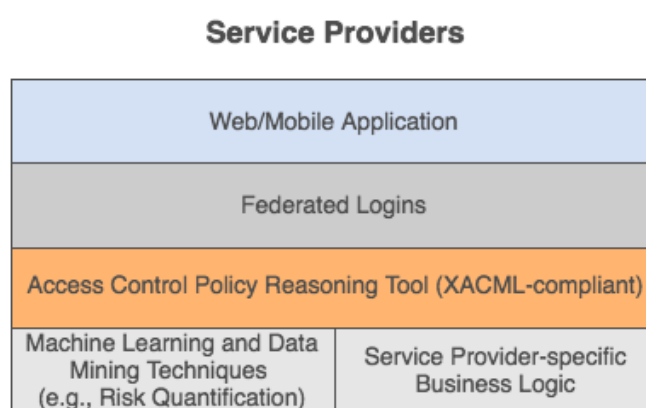 Service Providers
Web/Mobile Application
Federated Logins
Access Control Policy Reasoning Tool (XACML-compliant)
Machine Learning and Data
Mining Techniques
(e.g., Risk Quantification)
Service Provider-specific
Business Logic